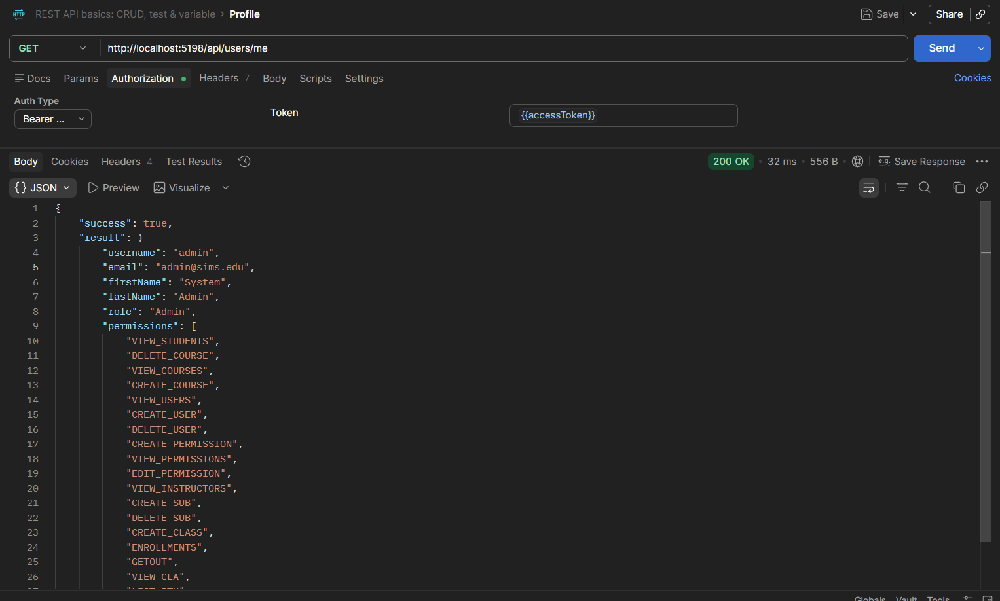 HTTP REST API basics: CRUD, test & variable > Profile Save Share
GET http://localhost:5198/api/users/me Send
Docs Params Authorization Headers 7 Body Scripts Settings Cookies
Auth Type
Bearer ...
Token {{accessToken}}
Body Cookies Headers 4 Test Results 200 OK 32 ms 556 B e.g. Save Response
{} JSON Preview Visualize
1 {
2 "success": true,
3 "result": {
4 "username": "admin",
5 "email": "admin@sims.edu",
6 "firstName": "System",
7 "lastName": "Admin",
8 "role": "Admin",
9 "permissions": [
10 "VIEW_STUDENTS",
11 "DELETE_COURSE",
12 "VIEW_COURSES",
13 "CREATE_COURSE",
14 "VIEW_USERS",
15 "CREATE_USER",
16 "DELETE_USER",
17 "CREATE_PERMISSION",
18 "VIEW_PERMISSIONS",
19 "EDIT_PERMISSION",
20 "VIEW_INSTRUCTORS",
21 "CREATE_SUB",
22 "DELETE_SUB",
23 "CREATE_CLASS",
24 "ENROLLMENTS",
25 "GETOUT",
26 "VIEW_CLA",
Globals Vault Tools